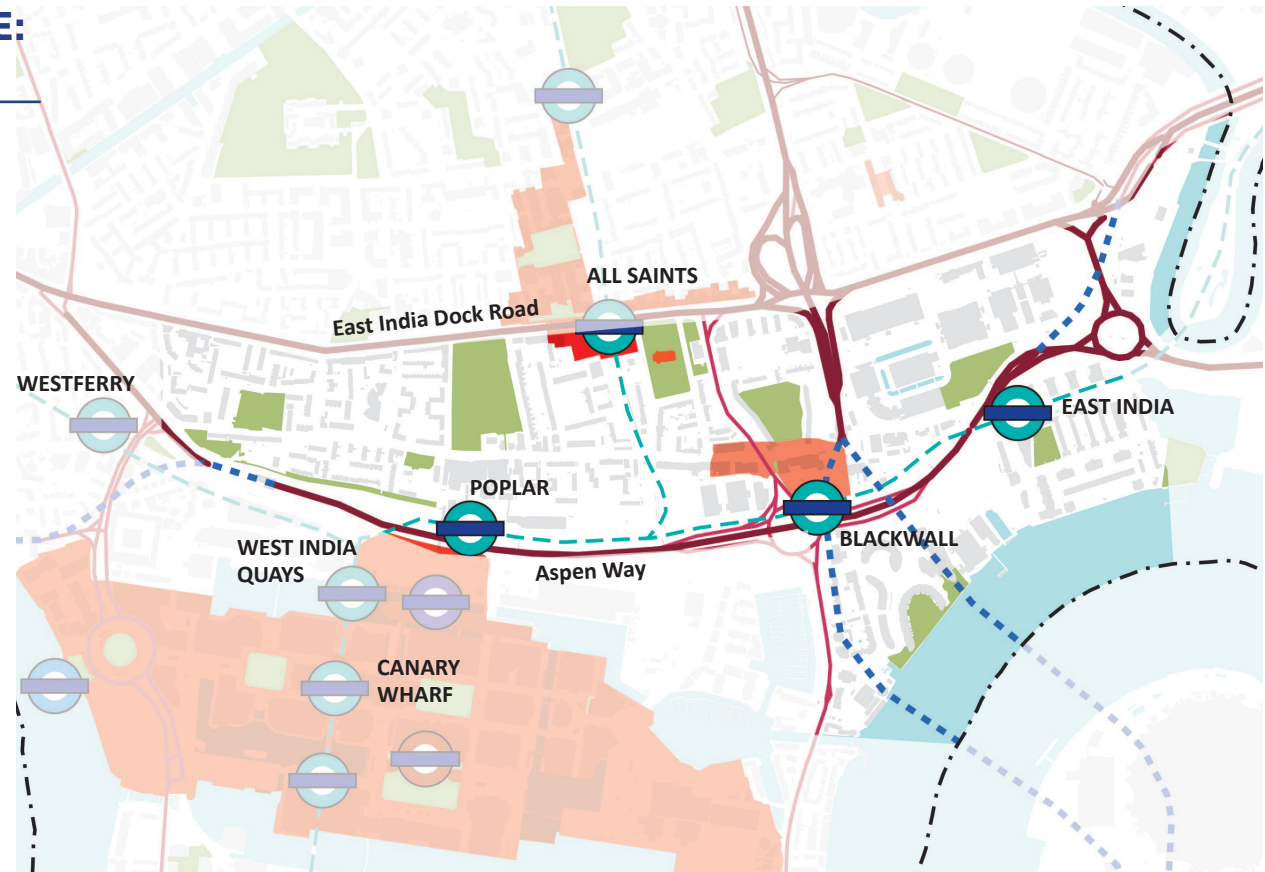 E:
ALL SAINTS
East India Dock Road
WESTFERRY
EAST INDIA
POPLAR
BLACKWALL
WEST INDIA
QUAYS
Aspen Way
CANARY
WHARF